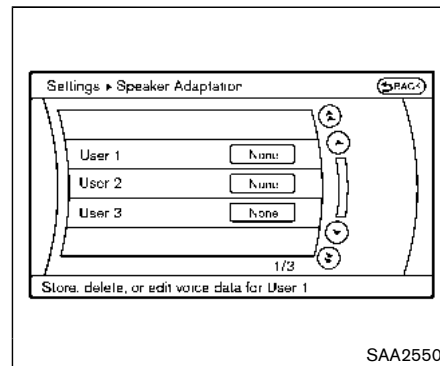 Settings ▸ Speaker Adaptation
BACK
User 1 None
User 2 None
User 3 None
1/3
Store, delete, or edit voice data for User 1
SAA2550